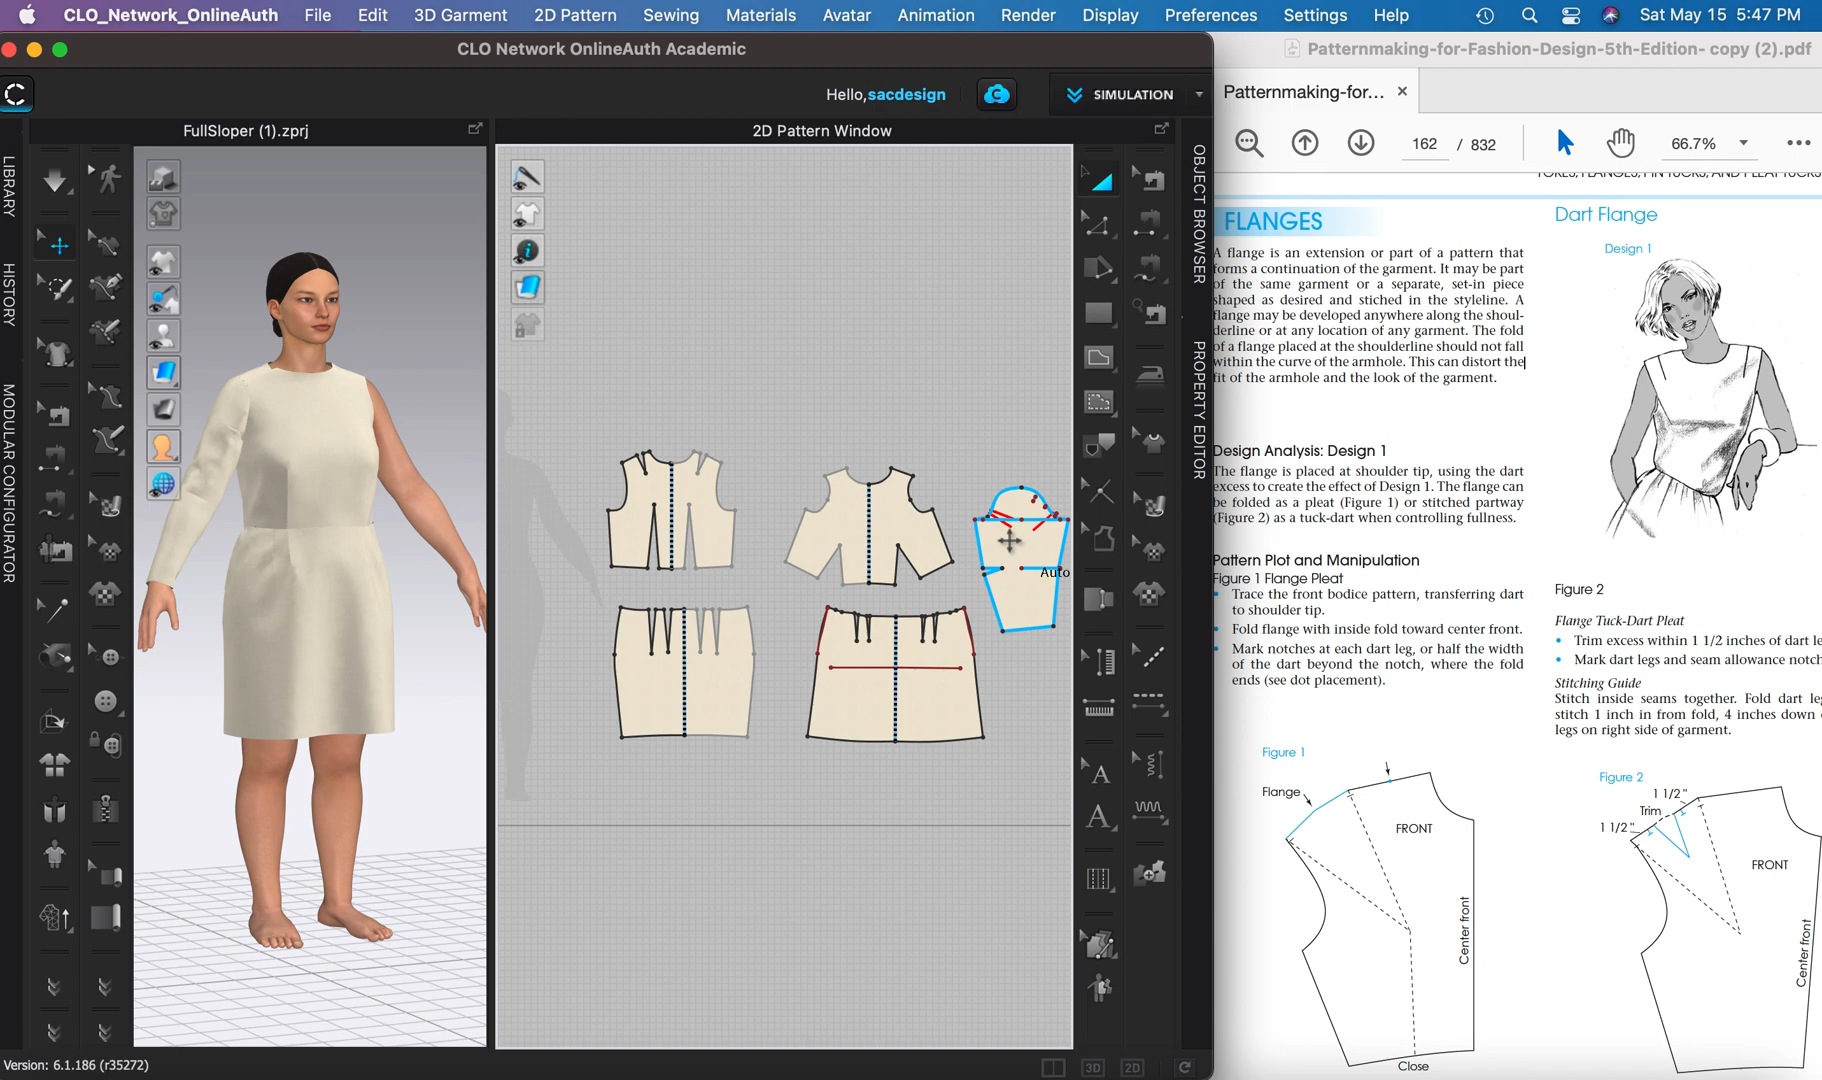 CLO_Network_OnlineAuth File Edit 3D Garment 2D Pattern Sewing Materials Avatar Animation Render Display Preferences Settings Help Sat May 15 5:47 PM
CLO Network OnlineAuth Academic
Patternmaking-for-Fashion-Design-5th-Edition- copy (2).pdf
Hello,sacdesign
SIMULATION
Patternmaking-for...
FullSloper (1).zprj
2D Pattern Window
162 / 832
66.7%
LIBRARY
HISTORY
MODULAR CONFIGURATOR
OBJECT BROWSER
PROPERTY EDITOR
Auto
A
A
YOKES, FLANGES, PIN TUCKS, AND PLEAT TUCKS
FLANGES
A flange is an extension or part of a pattern that
forms a continuation of the garment. It may be part
of the same garment or a separate, set-in piece
shaped as desired and stiched in the styleline. A
flange may be developed anywhere along the shoul-
derline or at any location of any garment. The fold
of a flange placed at the shoulderline should not fall
within the curve of the armhole. This can distort the
fit of the armhole and the look of the garment.
Design Analysis: Design 1
The flange is placed at shoulder tip, using the dart
excess to create the effect of Design 1. The flange can
be folded as a pleat (Figure 1) or stitched partway
(Figure 2) as a tuck-dart when controlling fullness.
Pattern Plot and Manipulation
Figure 1 Flange Pleat
• Trace the front bodice pattern, transferring dart
to shoulder tip.
• Fold flange with inside fold toward center front.
• Mark notches at each dart leg, or half the width
of the dart beyond the notch, where the fold
ends (see dot placement).
Figure 1
Flange
FRONT
Center front
Close
Dart Flange
Design 1
Figure 2
Flange Tuck-Dart Pleat
• Trim excess within 1 1/2 inches of dart le
• Mark dart legs and seam allowance notch
Stitching Guide
Stitch inside seams together. Fold dart leg
stitch 1 inch in from fold, 4 inches down
legs on right side of garment.
Figure 2
1 1/2"
Trim
1 1/2"
FRONT
Center front
Version: 6.1.186 (r35272)
3D
2D